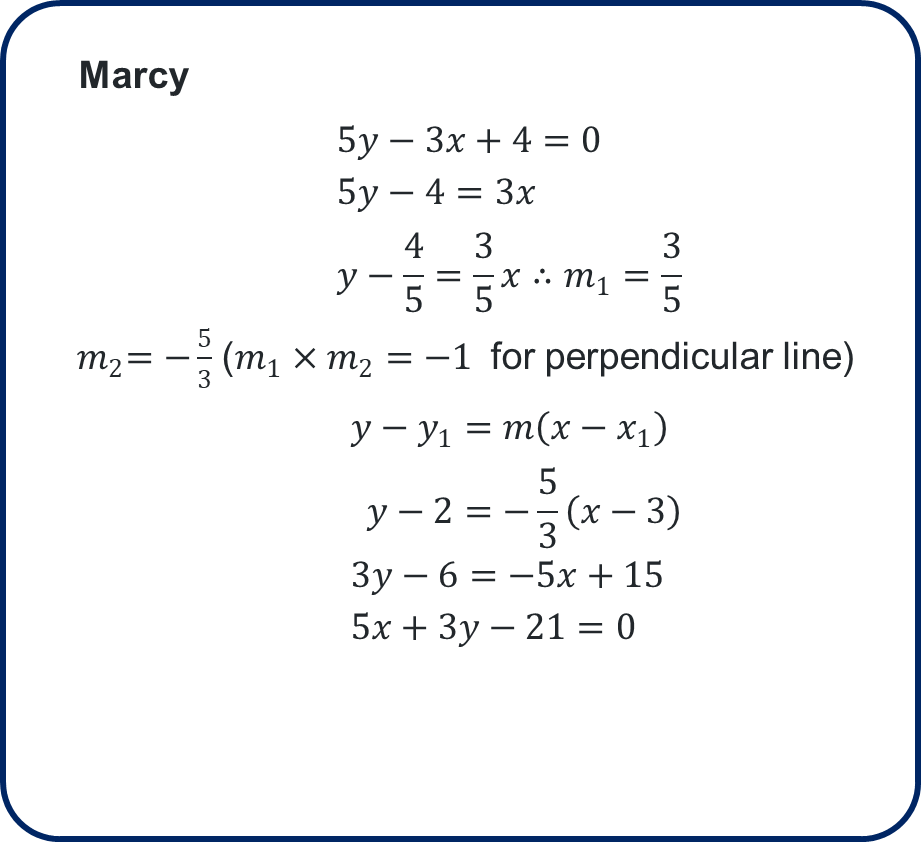 Marcy
5y − 3x + 4 = 0
5y − 4 = 3x
y − 4/5 = 3/5 x ∴ m₁ = 3/5
m₂= − 5/3 (m₁ × m₂ = −1 for perpendicular line)
y − y₁ = m(x − x₁)
y − 2 = − 5/3 (x − 3)
3y − 6 = −5x + 15
5x + 3y − 21 = 0